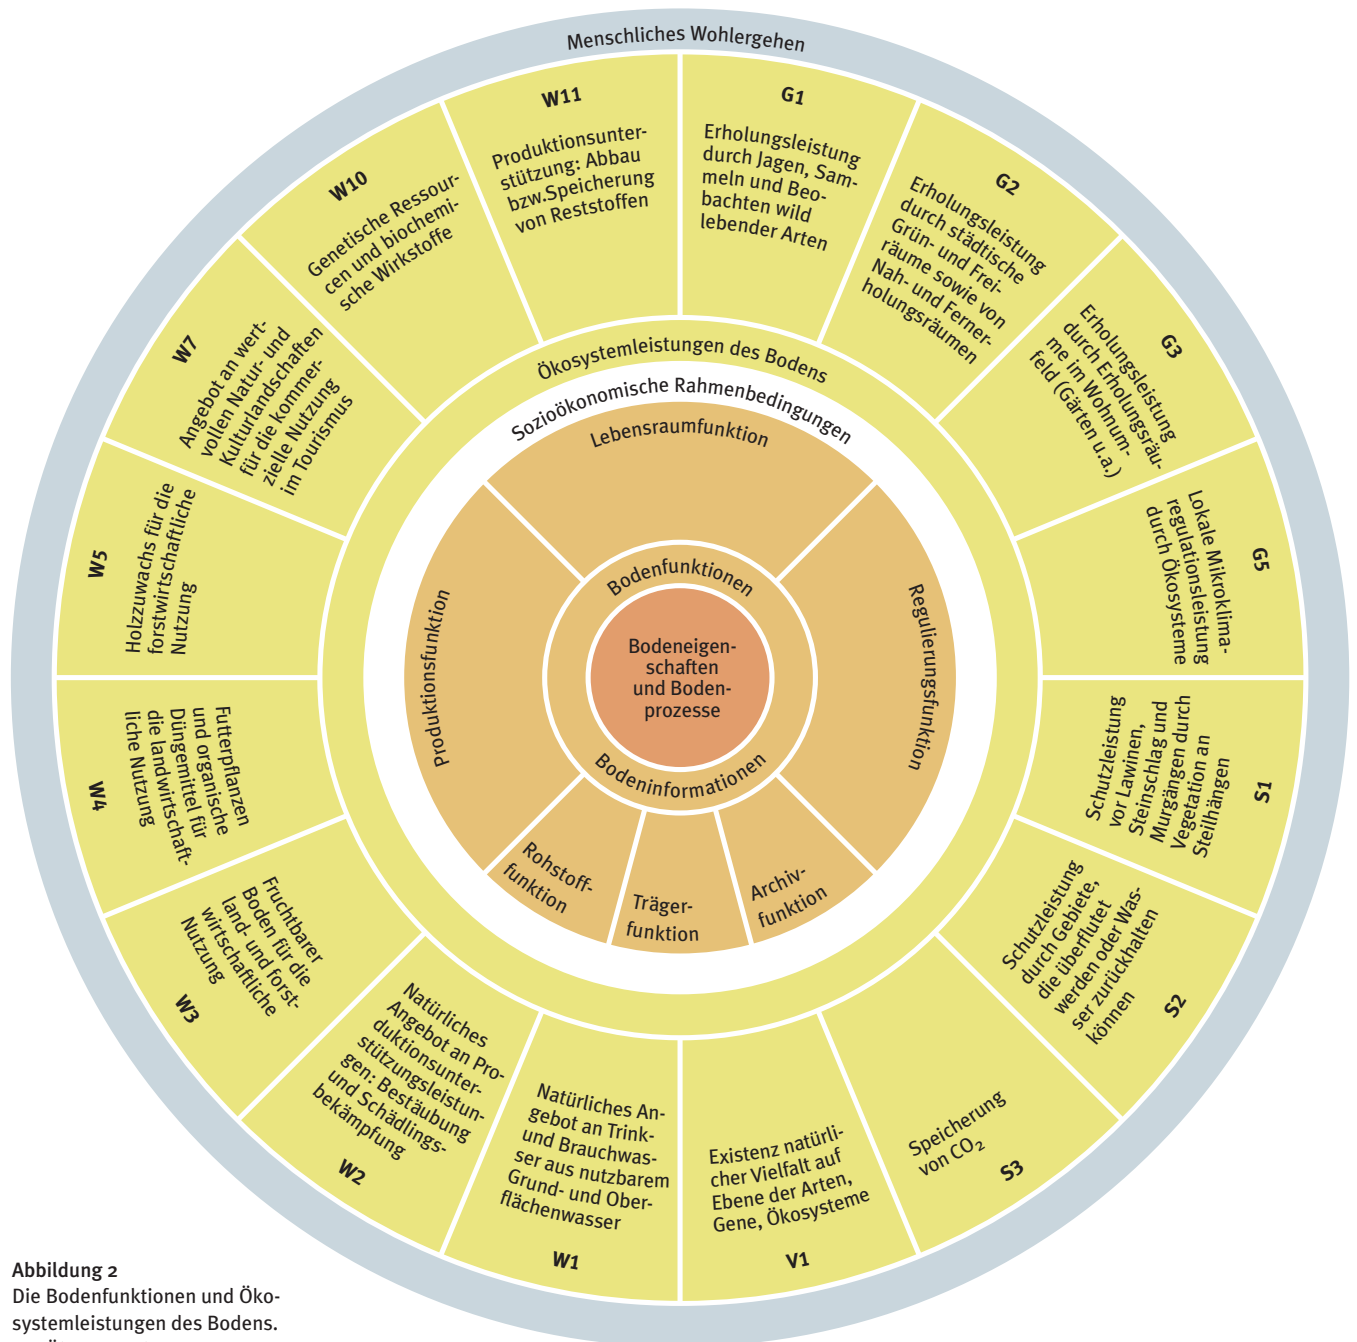 Menschliches Wohlergehen
G1
Erholungsleistung
durch Jagen, Sam-
meln und Beo-
bachten wild
lebender Arten
G2
Erholungsleistung
durch städtische
Grün- und Frei-
räume sowie von
Nah- und Ferner-
holungsräumen
G3
Erholungsleistung
durch Erholungsräu-
me im Wohnum-
feld (Gärten u.a.)
G5
Lokale Mikroklima-
regulationsleistung
durch Ökosysteme
S1
Schutzleistung
vor Lawinen,
Steinschlag und
Murgängen durch
Vegetation an
Steilhängen
S2
Schutzleistung
durch Gebiete,
die überflutet
werden oder Was-
ser zurückhalten
können
S3
Speicherung
von CO2
V1
Existenz natürli-
cher Vielfalt auf
Ebene der Arten,
Gene, Ökosysteme
W1
Natürliches An-
gebot an Trink-
und Brauchwas-
ser aus nutzbarem
Grund- und Ober-
flächenwasser
W2
Natürliches
Angebot an Pro-
duktionsunter-
stützungsleistun-
gen: Bestäubung
und Schädlings-
bekämpfung
W3
Fruchtbarer
Boden für die
land- und forst-
wirtschaftliche
Nutzung
W4
Futterpflanzen
und organische
Düngemittel für
die landwirtschaft-
liche Nutzung
W5
Holzzuwachs für die
forstwirtschaftliche
Nutzung
W7
Angebot an wert-
vollen Natur- und
Kulturlandschaften
für die kommer-
zielle Nutzung
im Tourismus
W10
Genetische Ressour-
cen und biochemi-
sche Wirkstoffe
W11
Produktionsunter-
stützung: Abbau
bzw.Speicherung
von Reststoffen
Ökosystemleistungen des Bodens
Sozioökonomische Rahmenbedingungen
Lebensraumfunktion
Regulierungsfunktion
Archiv-
funktion
Träger-
funktion
Rohstoff-
funktion
Produktionsfunktion
Bodenfunktionen
Bodeninformationen
Bodeneigen-
schaften
und Boden-
prozesse
Abbildung 2
Die Bodenfunktionen und Öko-
systemleistungen des Bodens.